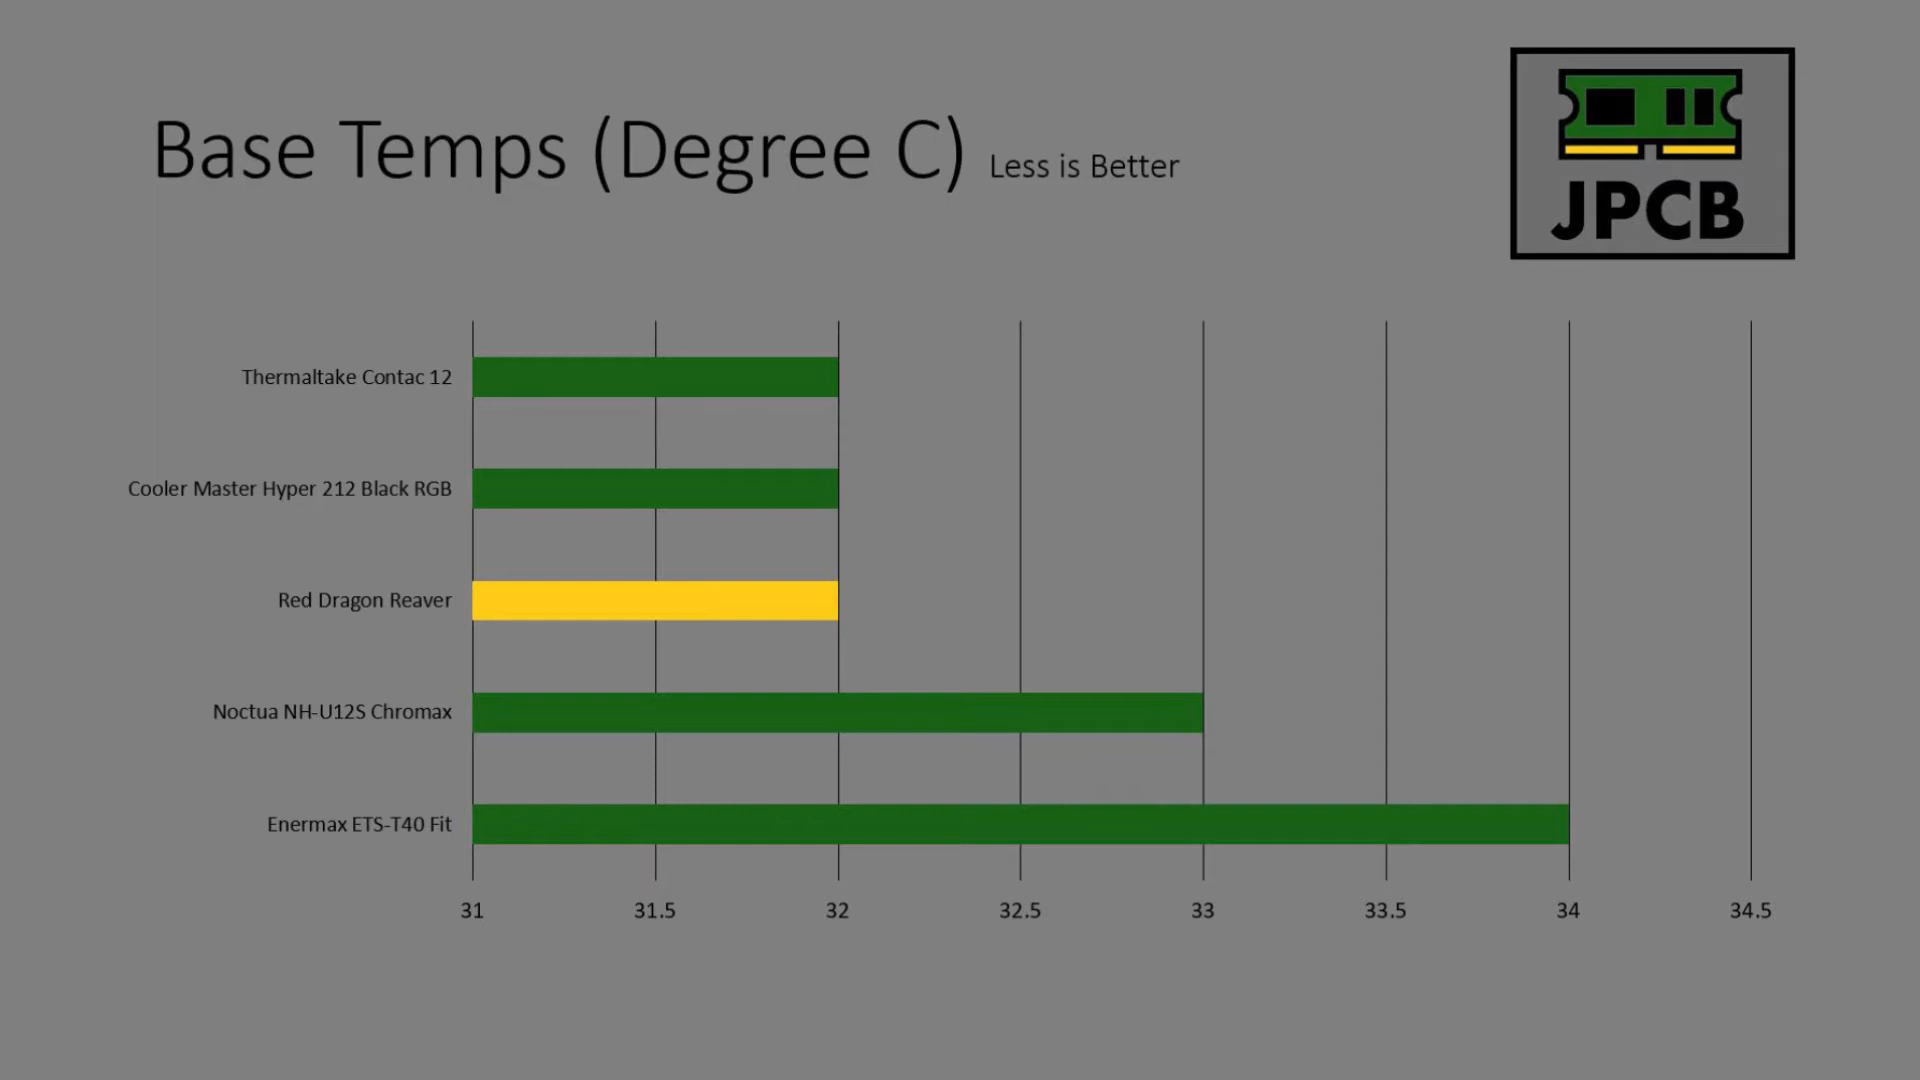 Base Temps (Degree C) Less is Better
JPCB
Thermaltake Contac 12
Cooler Master Hyper 212 Black RGB
Red Dragon Reaver
Noctua NH-U12S Chromax
Enermax ETS-T40 Fit
31 31.5 32 32.5 33 33.5 34 34.5